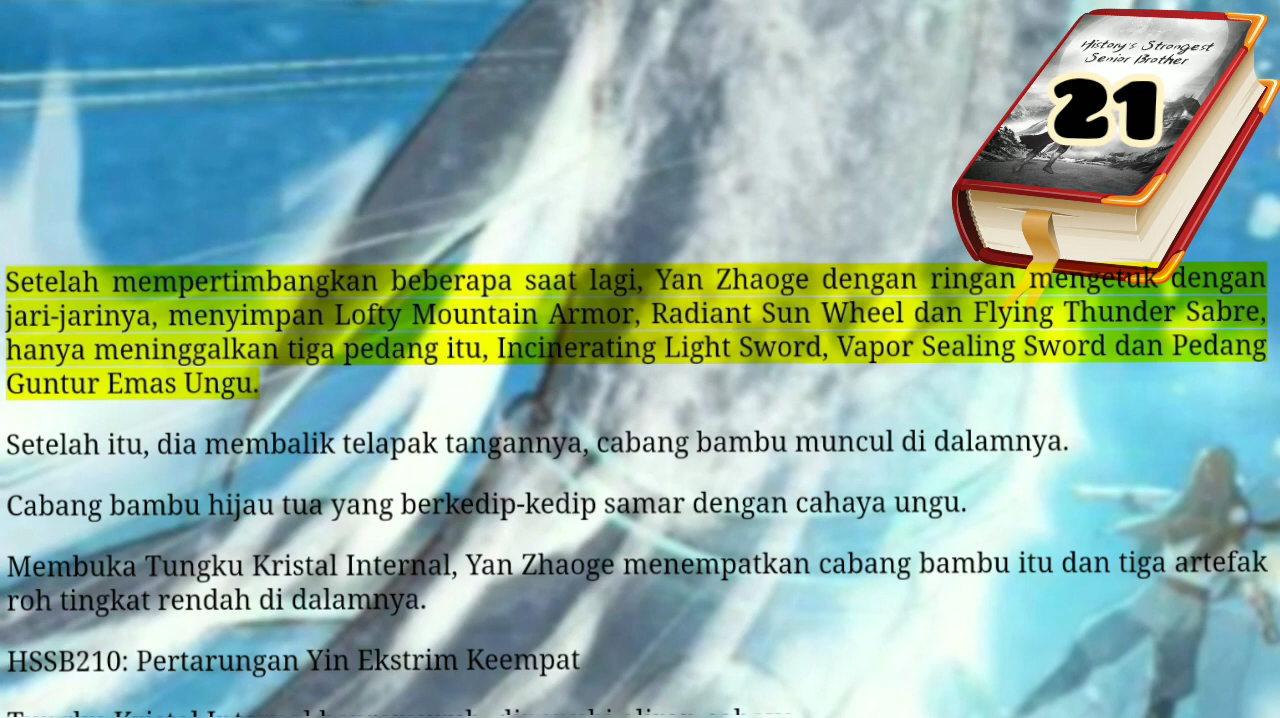 History's Strongest
Senior Brother
21
Setelah mempertimbangkan beberapa saat lagi, Yan Zhaoge dengan ringan mengetuk dengan
jari-jarinya, menyimpan Lofty Mountain Armor, Radiant Sun Wheel dan Flying Thunder Sabre,
hanya meninggalkan tiga pedang itu, Incinerating Light Sword, Vapor Sealing Sword dan Pedang
Guntur Emas Ungu.
Setelah itu, dia membalik telapak tangannya, cabang bambu muncul di dalamnya.
Cabang bambu hijau tua yang berkedip-kedip samar dengan cahaya ungu.
Membuka Tungku Kristal Internal, Yan Zhaoge menempatkan cabang bambu itu dan tiga artefak
roh tingkat rendah di dalamnya.
HSSB210: Pertarungan Yin Ekstrim Keempat